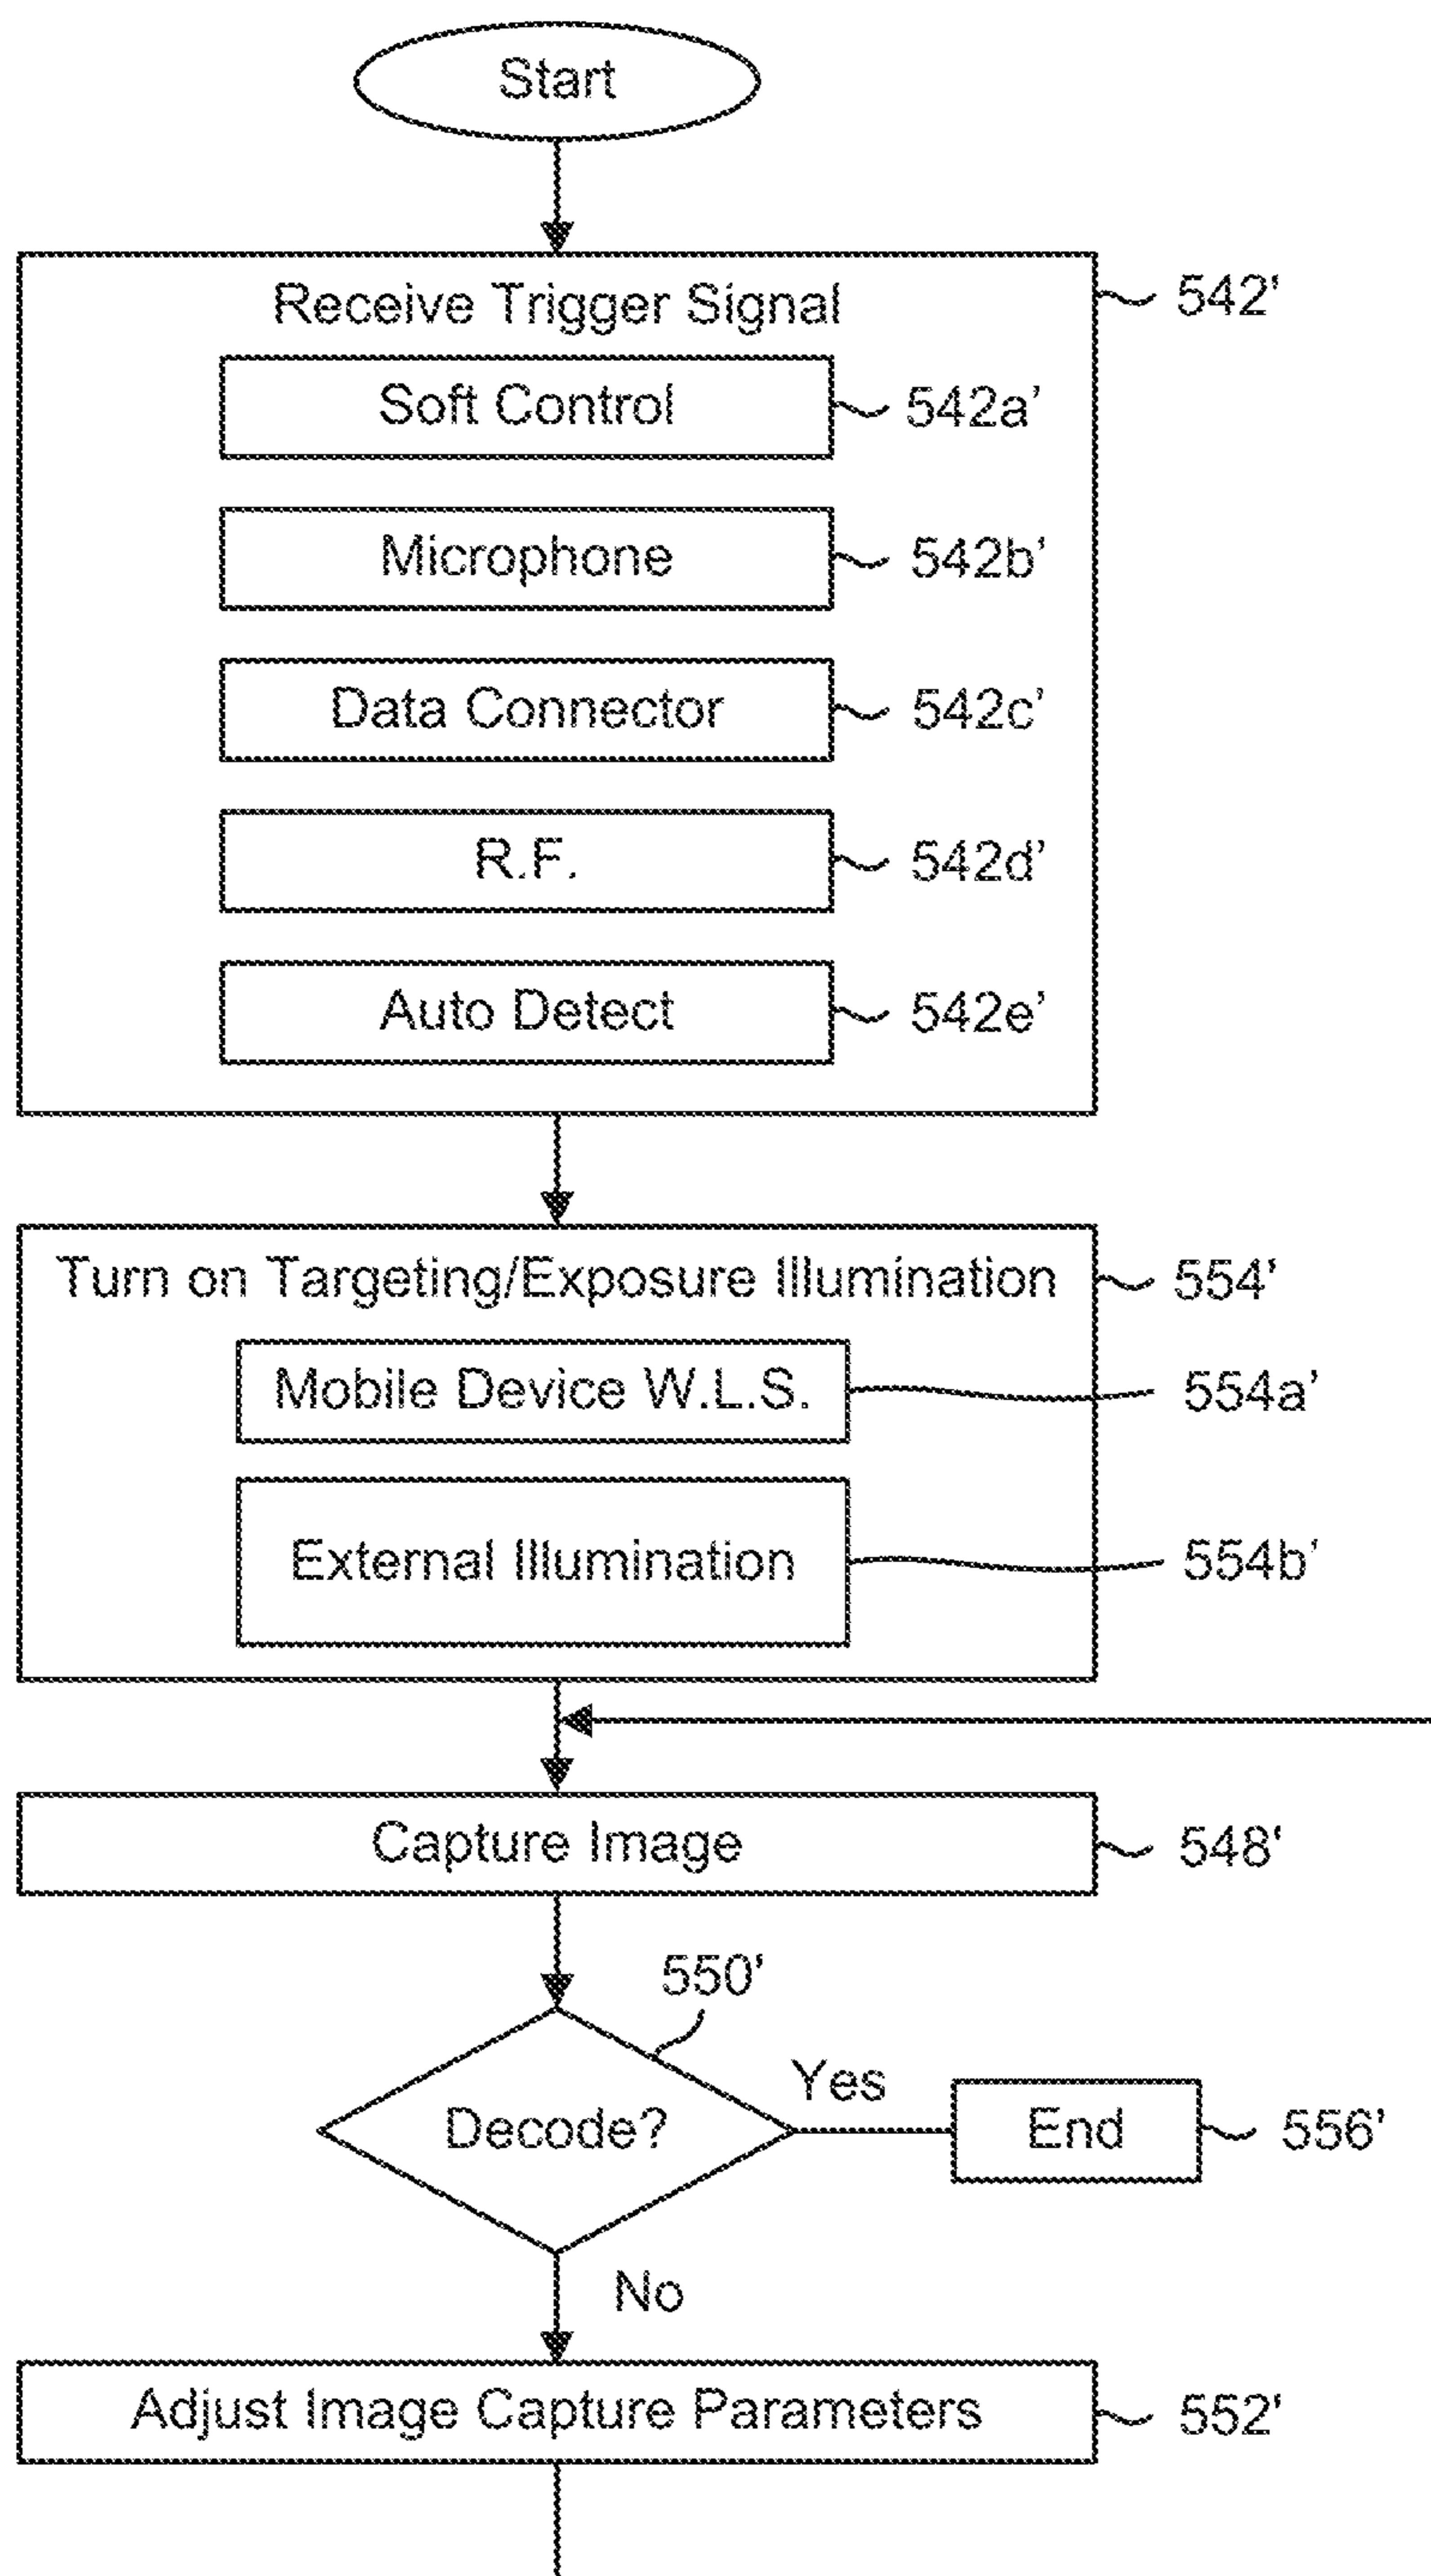 Start
Receive Trigger Signal
542'
Soft Control
542a'
Microphone
542b'
Data Connector
542c'
R.F.
542d'
Auto Detect
542e'
Turn on Targeting/Exposure Illumination
554'
Mobile Device W.L.S.
554a'
External Illumination
554b'
Capture Image
548'
550'
Decode?
Yes
End
556'
No
Adjust Image Capture Parameters
552'